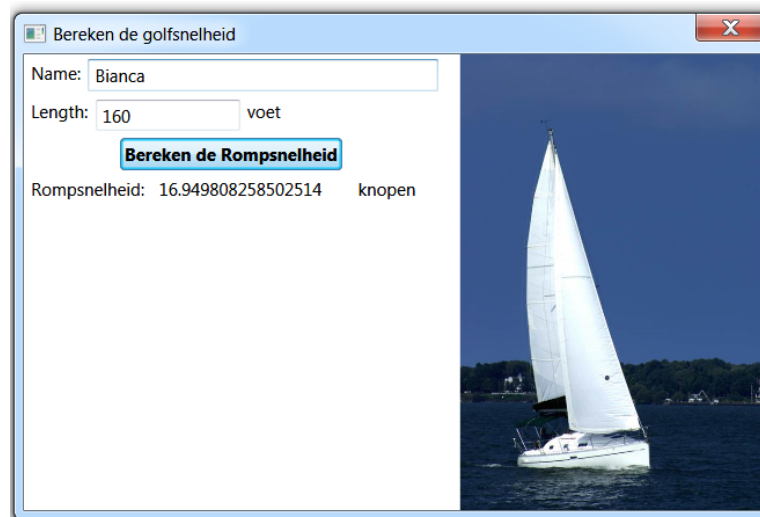 Bereken de golfsnelheid
Name: Bianca
Length: 160 voet
Bereken de Rompsnelheid
Rompsnelheid: 16.949808258502514 knopen